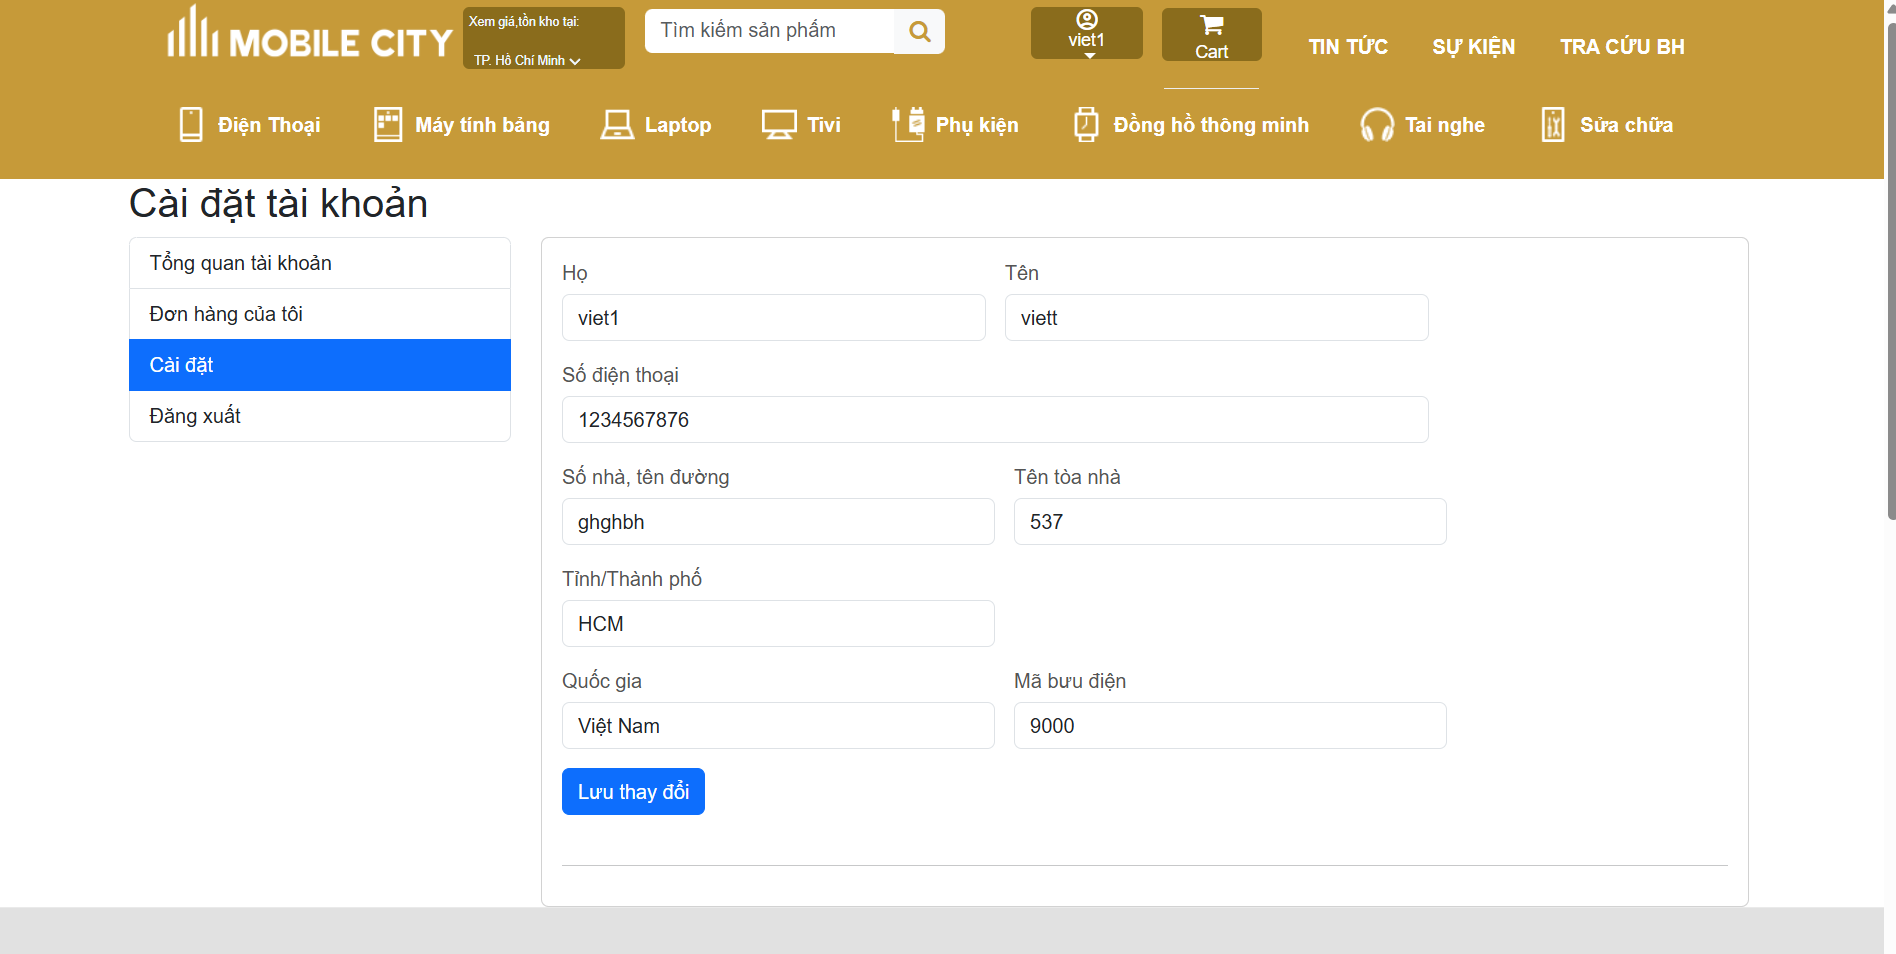 MOBILE CITY
Xem giá,tồn kho tại:
TP. Hồ Chí Minh
Tìm kiếm sản phẩm
viet1
Cart
TIN TỨC
SỰ KIỆN
TRA CỨU BH
Điện Thoại
Máy tính bảng
Laptop
Tivi
Phụ kiện
Đồng hồ thông minh
Tai nghe
Sửa chữa
Cài đặt tài khoản
Tổng quan tài khoản
Đơn hàng của tôi
Cài đặt
Đăng xuất
Họ
Tên
viet1
viett
Số điện thoại
1234567876
Số nhà, tên đường
Tên tòa nhà
ghghbh
537
Tỉnh/Thành phố
HCM
Quốc gia
Mã bưu điện
Việt Nam
9000
Lưu thay đổi